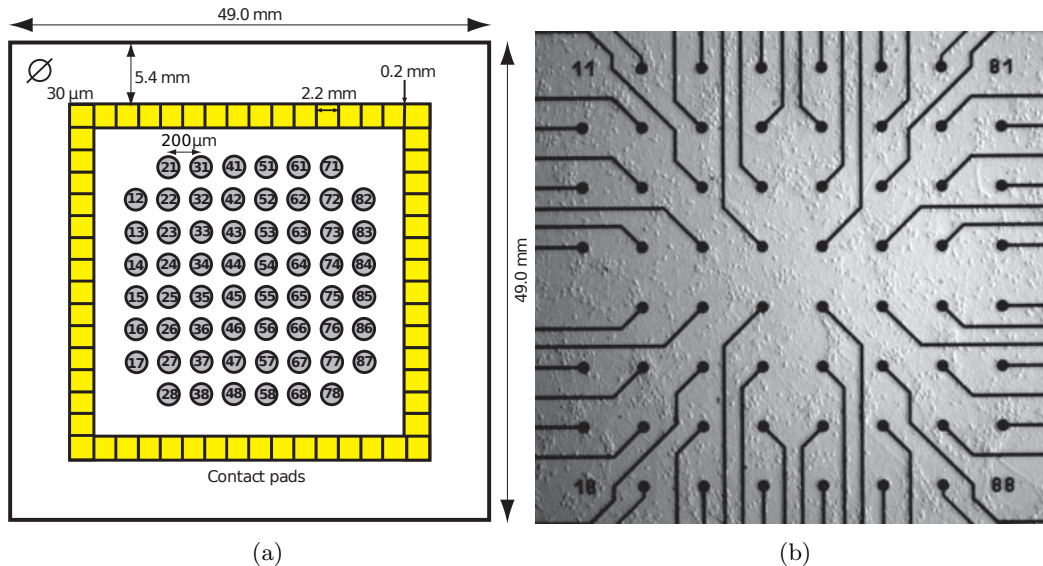 49.0 mm
5.4 mm
0.2 mm
30 μm
2.2 mm
200μm
21 31 41 51 61 71
12 22 32 42 52 62 72 82
13 23 33 43 53 63 73 83
14 24 34 44 54 64 74 84
15 25 35 45 55 65 75 85
16 26 36 46 56 66 76 86
17 27 37 47 57 67 77 87
28 38 48 58 68 78
Contact pads
49.0 mm
(a)
11 81
18 88
(b)